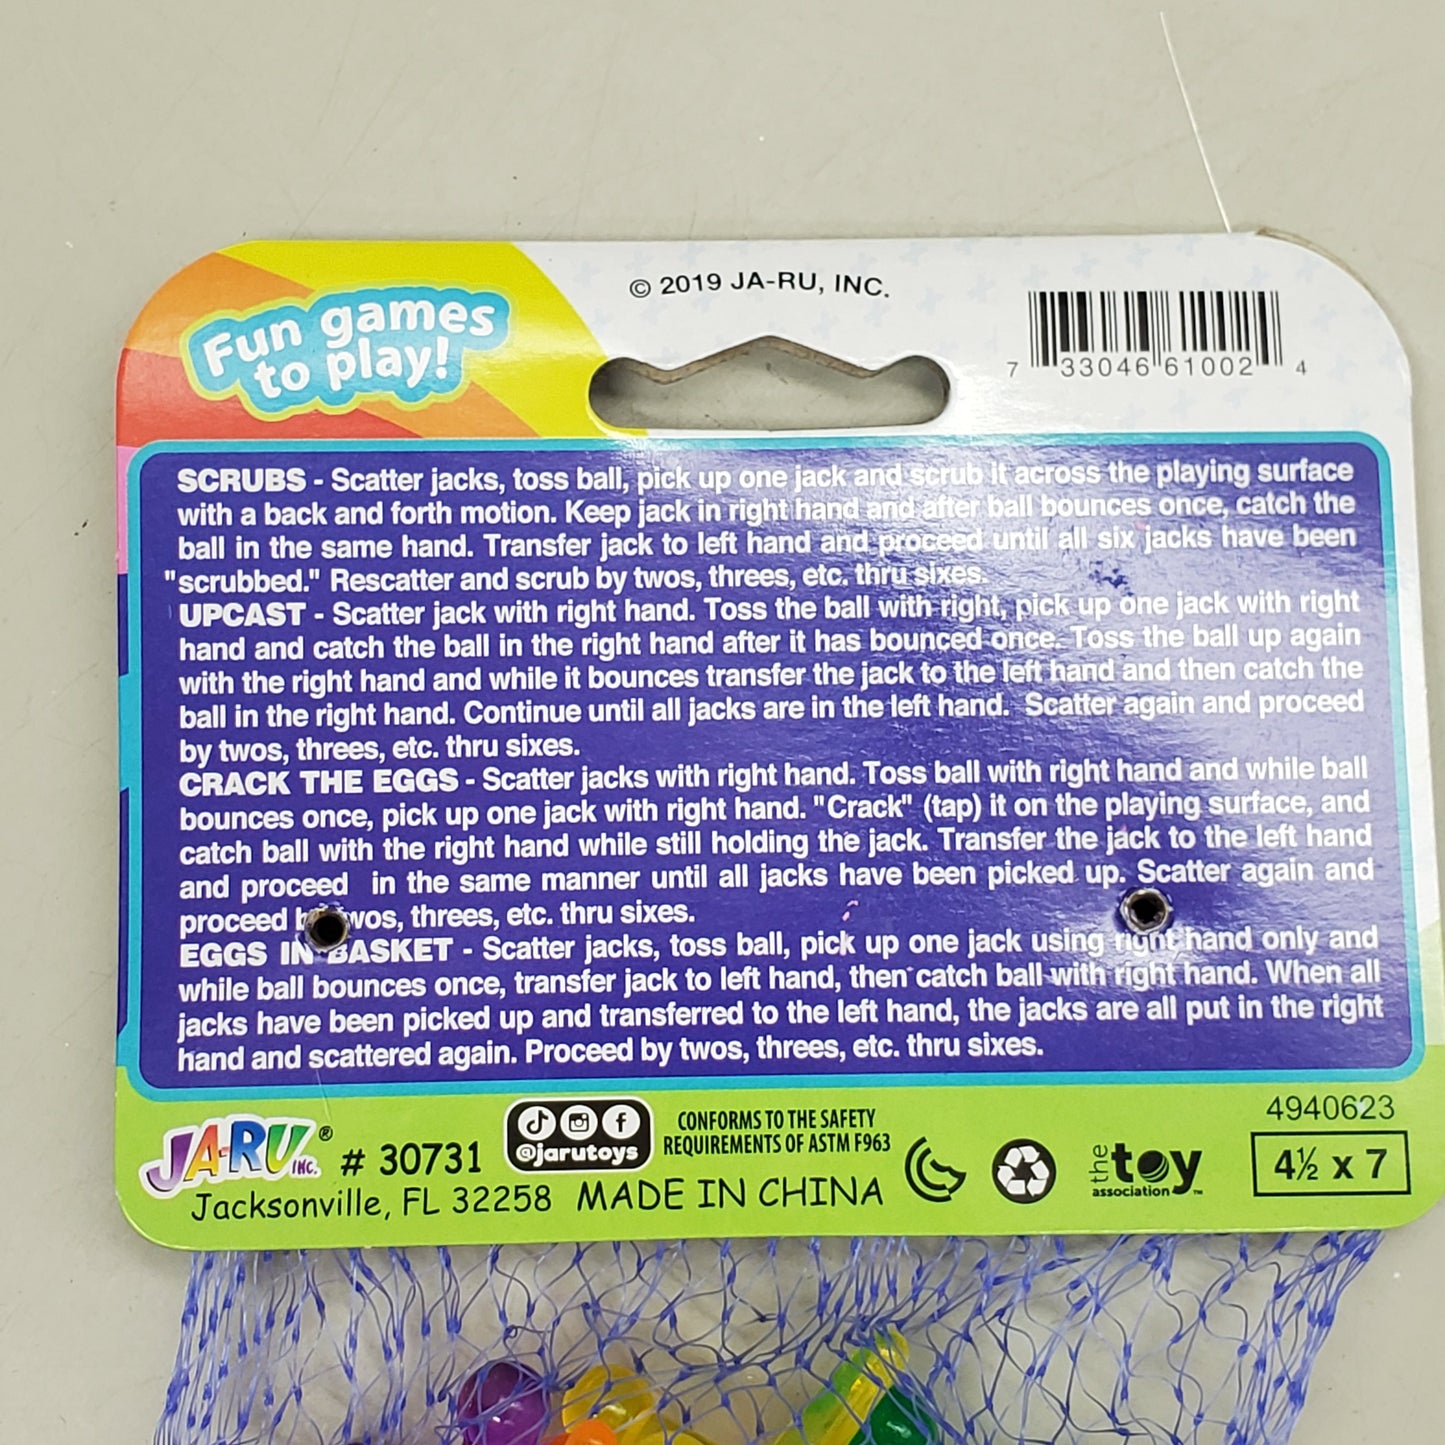 Fun games
to play!
© 2019 JA-RU, INC.
7 33046 61002 4
SCRUBS - Scatter jacks, toss ball, pick up one jack and scrub it across the playing surface
with a back and forth motion. Keep jack in right hand and after ball bounces once, catch the
ball in the same hand. Transfer jack to left hand and proceed until all six jacks have been
"scrubbed." Rescatter and scrub by twos, threes, etc. thru sixes.
UPCAST - Scatter jack with right hand. Toss the ball with right, pick up one jack with right
hand and catch the ball in the right hand after it has bounced once. Toss the ball up again
with the right hand and while it bounces transfer the jack to the left hand and then catch the
ball in the right hand. Continue until all jacks are in the left hand. Scatter again and proceed
by twos, threes, etc. thru sixes.
CRACK THE EGGS - Scatter jacks with right hand. Toss ball with right hand and while ball
bounces once, pick up one jack with right hand. "Crack" (tap) it on the playing surface, and
catch ball with the right hand while still holding the jack. Transfer the jack to the left hand
and proceed in the same manner until all jacks have been picked up. Scatter again and
proceed by twos, threes, etc. thru sixes.
EGGS IN BASKET - Scatter jacks, toss ball, pick up one jack using right hand only and
while ball bounces once, transfer jack to left hand, then catch ball with right hand. When all
jacks have been picked up and transferred to the left hand, the jacks are all put in the right
hand and scattered again. Proceed by twos, threes, etc. thru sixes.
JA-RU INC. ® # 30731
@jarutoys
CONFORMS TO THE SAFETY
REQUIREMENTS OF ASTM F963
Jacksonville, FL 32258 MADE IN CHINA
the toy
association™
4940623
4½ x 7